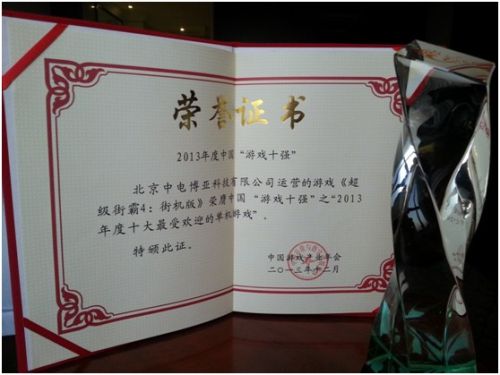 荣誉证书
2013年度中国“游戏十强”
北京中电博亚科技有限公司运营的游戏《超
级街霸4：街机版》荣膺中国“游戏十强”之“2013
年度十大最受欢迎的单机游戏”．
特颁此证．
中国游戏产业年会
二〇一三年十二月